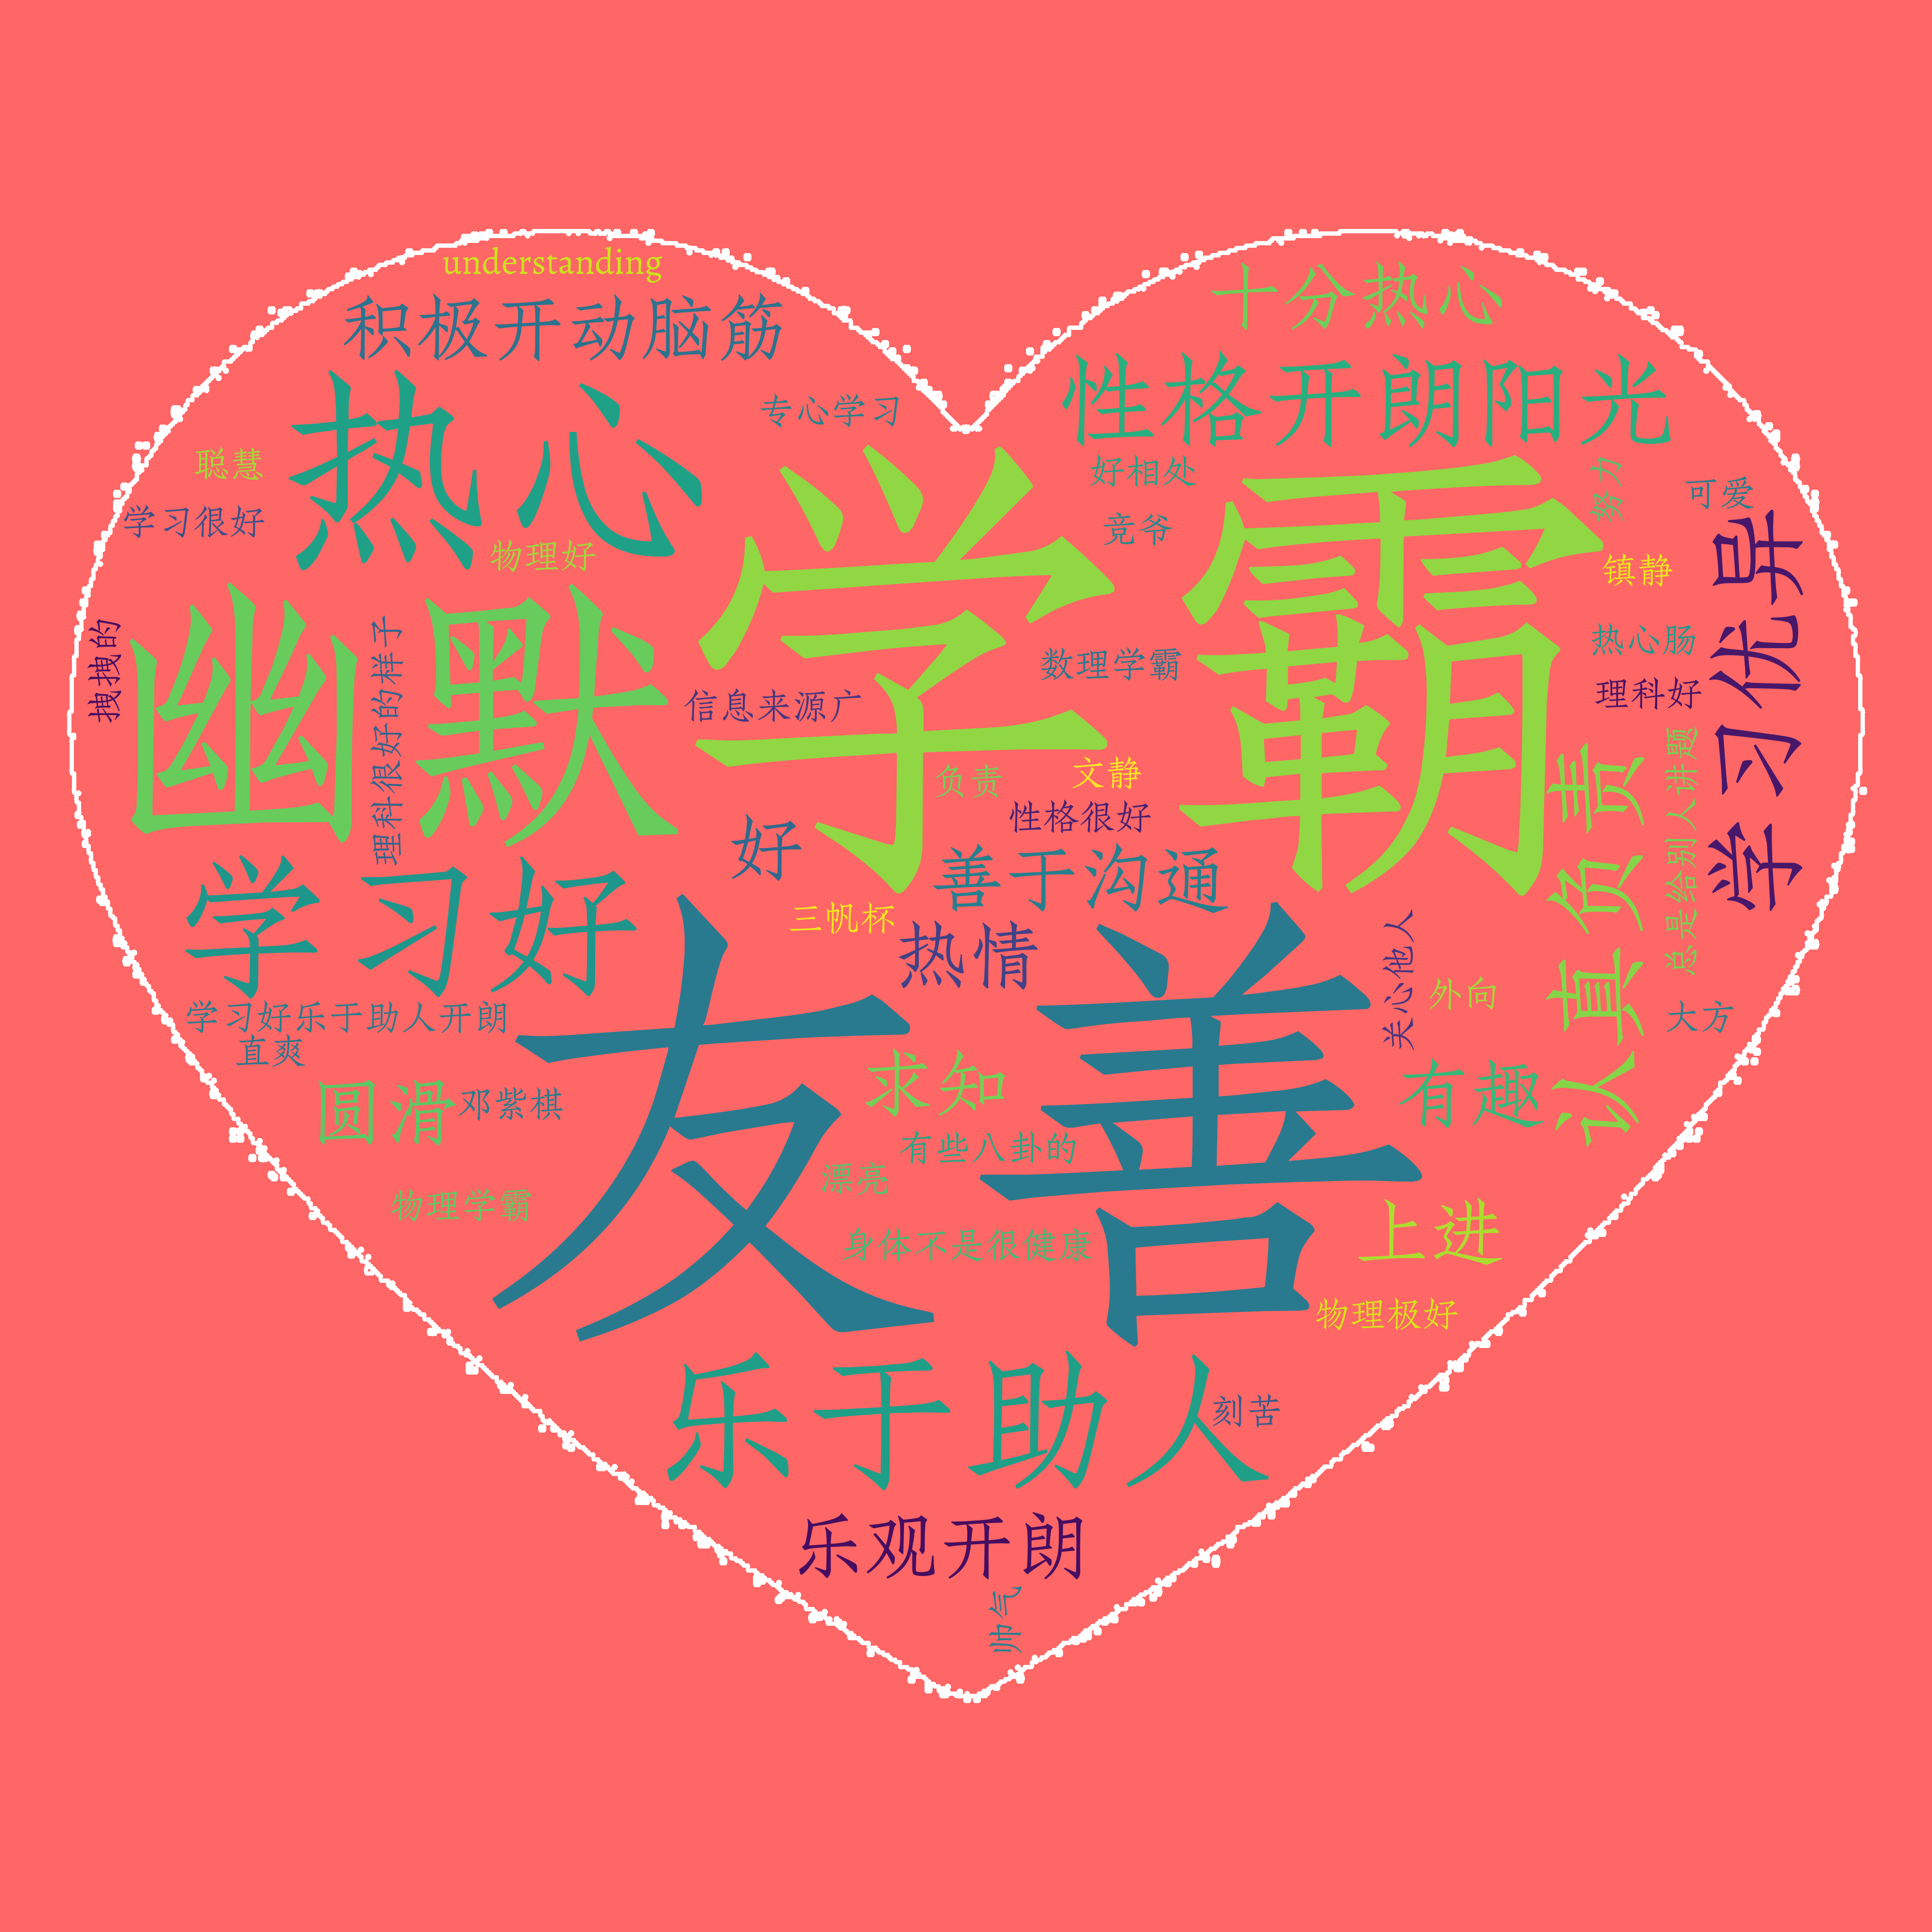 understanding
积极开动脑筋
十分热心
性格开朗阳光
热心
专心学习
学霸
聪慧
好相处
努力
可爱
学习很好
竞爷
物理好
镇静
学习优异
幽默
拽拽的
理科很好的样子
热心肠
数理学霸
理科好
信息来源广
认真负责
总是给别人讲题
负责
文静
性格很好
好
善于沟通
学习好
三帆杯
热情
友善
关心他人
外向
学习好乐于助人开朗
大方
直爽
求知
有趣
圆滑
邓紫棋
有些八卦的
漂亮
物理学霸
上进
身体不是很健康
物理极好
乐于助人
刻苦
乐观开朗
帅气